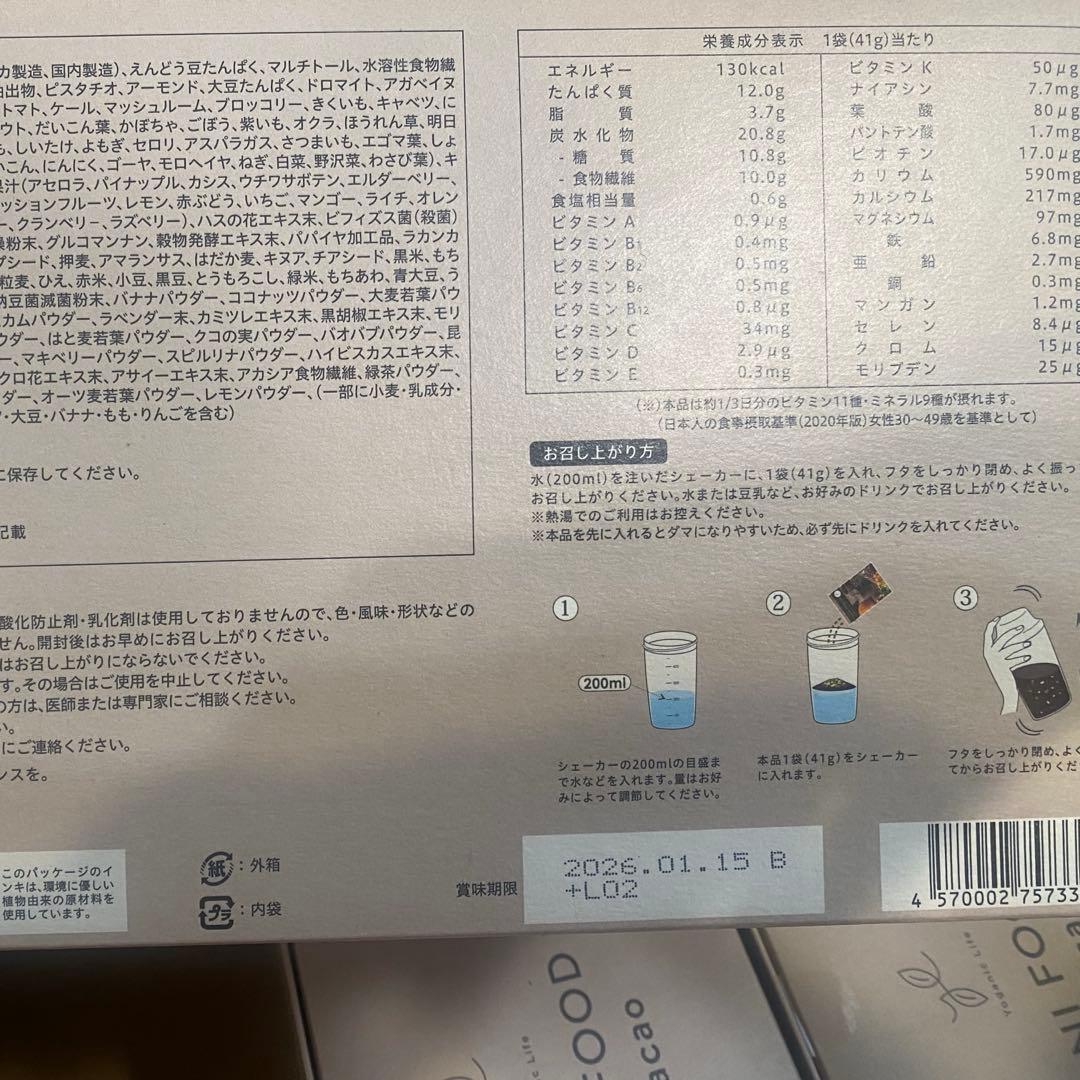 カ製造、国内製造)、えんどう豆たんぱく、マルチトール、水溶性食物繊
出物、ピスタチオ、アーモンド、大豆たんぱく、ドロマイト、アガベイヌ
トマト、ケール、マッシュルーム、ブロッコリー、きくいも、キャベツ、に
ウト、だいこん葉、かぼちゃ、ごぼう、紫いも、オクラ、ほうれん草、明日
も、しいたけ、よもぎ、セロリ、アスパラガス、さつまいも、エゴマ葉、しょ
いこん、にんにく、ゴーヤ、モロヘイヤ、ねぎ、白菜、野沢菜、わさび葉)、キ
果汁(アセロラ、パイナップル、カシス、ウチワサボテン、エルダーベリー、
ッションフルーツ、レモン、赤ぶどう、いちご、マンゴー、ライチ、オレン
ー、クランベリー、ラズベリー)、ハスの花エキス末、ビフィズス菌(殺菌)
燥粉末、グルコマンナン、穀物発酵エキス末、パパイヤ加工品、ラカンカ
プシード、押麦、アマランサス、はだか麦、キヌア、チアシード、黒米、もち
粒麦、ひえ、赤米、小豆、黒豆、とうもろこし、緑米、もちあわ、青大豆、う
納豆菌滅菌粉末、バナナパウダー、ココナッツパウダー、大麦若葉パウ
カムパウダー、ラベンダー末、カミツレエキス末、黒胡椒エキス末、モリ
ウダー、はと麦若葉パウダー、クコの実パウダー、バオバブパウダー、昆
ー、マキベリーパウダー、スピルリナパウダー、ハイビスカスエキス末、
クロ花エキス末、アサイーエキス末、アカシア食物繊維、緑茶パウダー、
ダー、オーツ麦若葉パウダー、レモンパウダー、(一部に小麦・乳成分・
・大豆・バナナ・もも・りんごを含む)
に保存してください。
記載
酸化防止剤・乳化剤は使用しておりませんので、色・風味・形状などの
せん。開封後はお早めにお召し上がりください。
はお召し上がりにならないでください。
す。その場合はご使用を中止してください。
の方は、医師または専門家にご相談ください。
い。
にご連絡ください。
ンスを。
このパッケージのイ
ンキは、環境に優しい
植物由来の原材料を
使用しています。
紙:外箱
プラ:内袋
栄養成分表示 1袋(41g)当たり
エネルギー 130kcal
たんぱく質 12.0g
脂質 3.7g
炭水化物 20.8g
- 糖質 10.8g
- 食物繊維 10.0g
食塩相当量 0.6g
ビタミンA 0.9μg
ビタミンB1 0.4mg
ビタミンB2 0.5mg
ビタミンB6 0.5mg
ビタミンB12 0.8μg
ビタミンC 34mg
ビタミンD 2.9μg
ビタミンE 0.3mg
ビタミンK 50μg
ナイアシン 7.7mg
葉酸 80μg
パントテン酸 1.7mg
ビオチン 17.0μg
カリウム 590mg
カルシウム 217mg
マグネシウム 97mg
鉄 6.8mg
亜鉛 2.7mg
銅 0.3mg
マンガン 1.2mg
セレン 8.4μg
クロム 15μg
モリブデン 25μg
(※)本品は約1/3日分のビタミン11種・ミネラル9種が摂れます。
(日本人の食事摂取基準(2020年版)女性30〜49歳を基準として)
お召し上がり方
水(200ml)を注いだシェーカーに、1袋(41g)を入れ、フタをしっかり閉め、よく振っ
お召し上がりください。水または豆乳など、お好みのドリンクでお召し上がりください。
※熱湯でのご利用はお控えください。
※本品を先に入れるとダマになりやすいため、必ず先にドリンクを入れてください。
① ② ③
200ml
シェーカーの200mlの目盛ま
で水などを入れます。量はお好
みによって調節してください。
本品1袋(41g)をシェーカー
に入れます。
フタをしっかり閉め、よく
てからお召し上がりくだ
賞味期限
2026.01.15 B
+L02
4 570002 75733
OOD
acao
c Life
Yoganic Life
NI FO